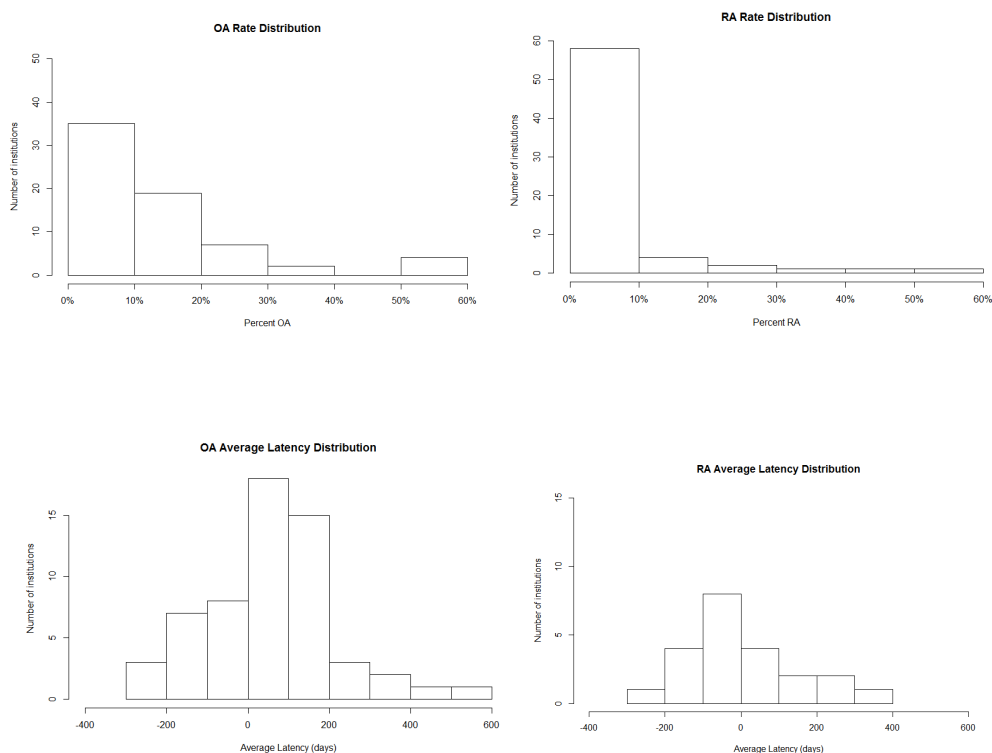 OA Rate Distribution
Number of institutions
50
40
30
20
10
0
0% 10% 20% 30% 40% 50% 60%
Percent OA
RA Rate Distribution
Number of institutions
60
50
40
30
20
10
0
0% 10% 20% 30% 40% 50% 60%
Percent RA
OA Average Latency Distribution
Number of institutions
15
10
5
0
-400 -200 0 200 400 600
Average Latency (days)
RA Average Latency Distribution
Number of institutions
15
10
5
0
-400 -200 0 200 400 600
Average Latency (days)